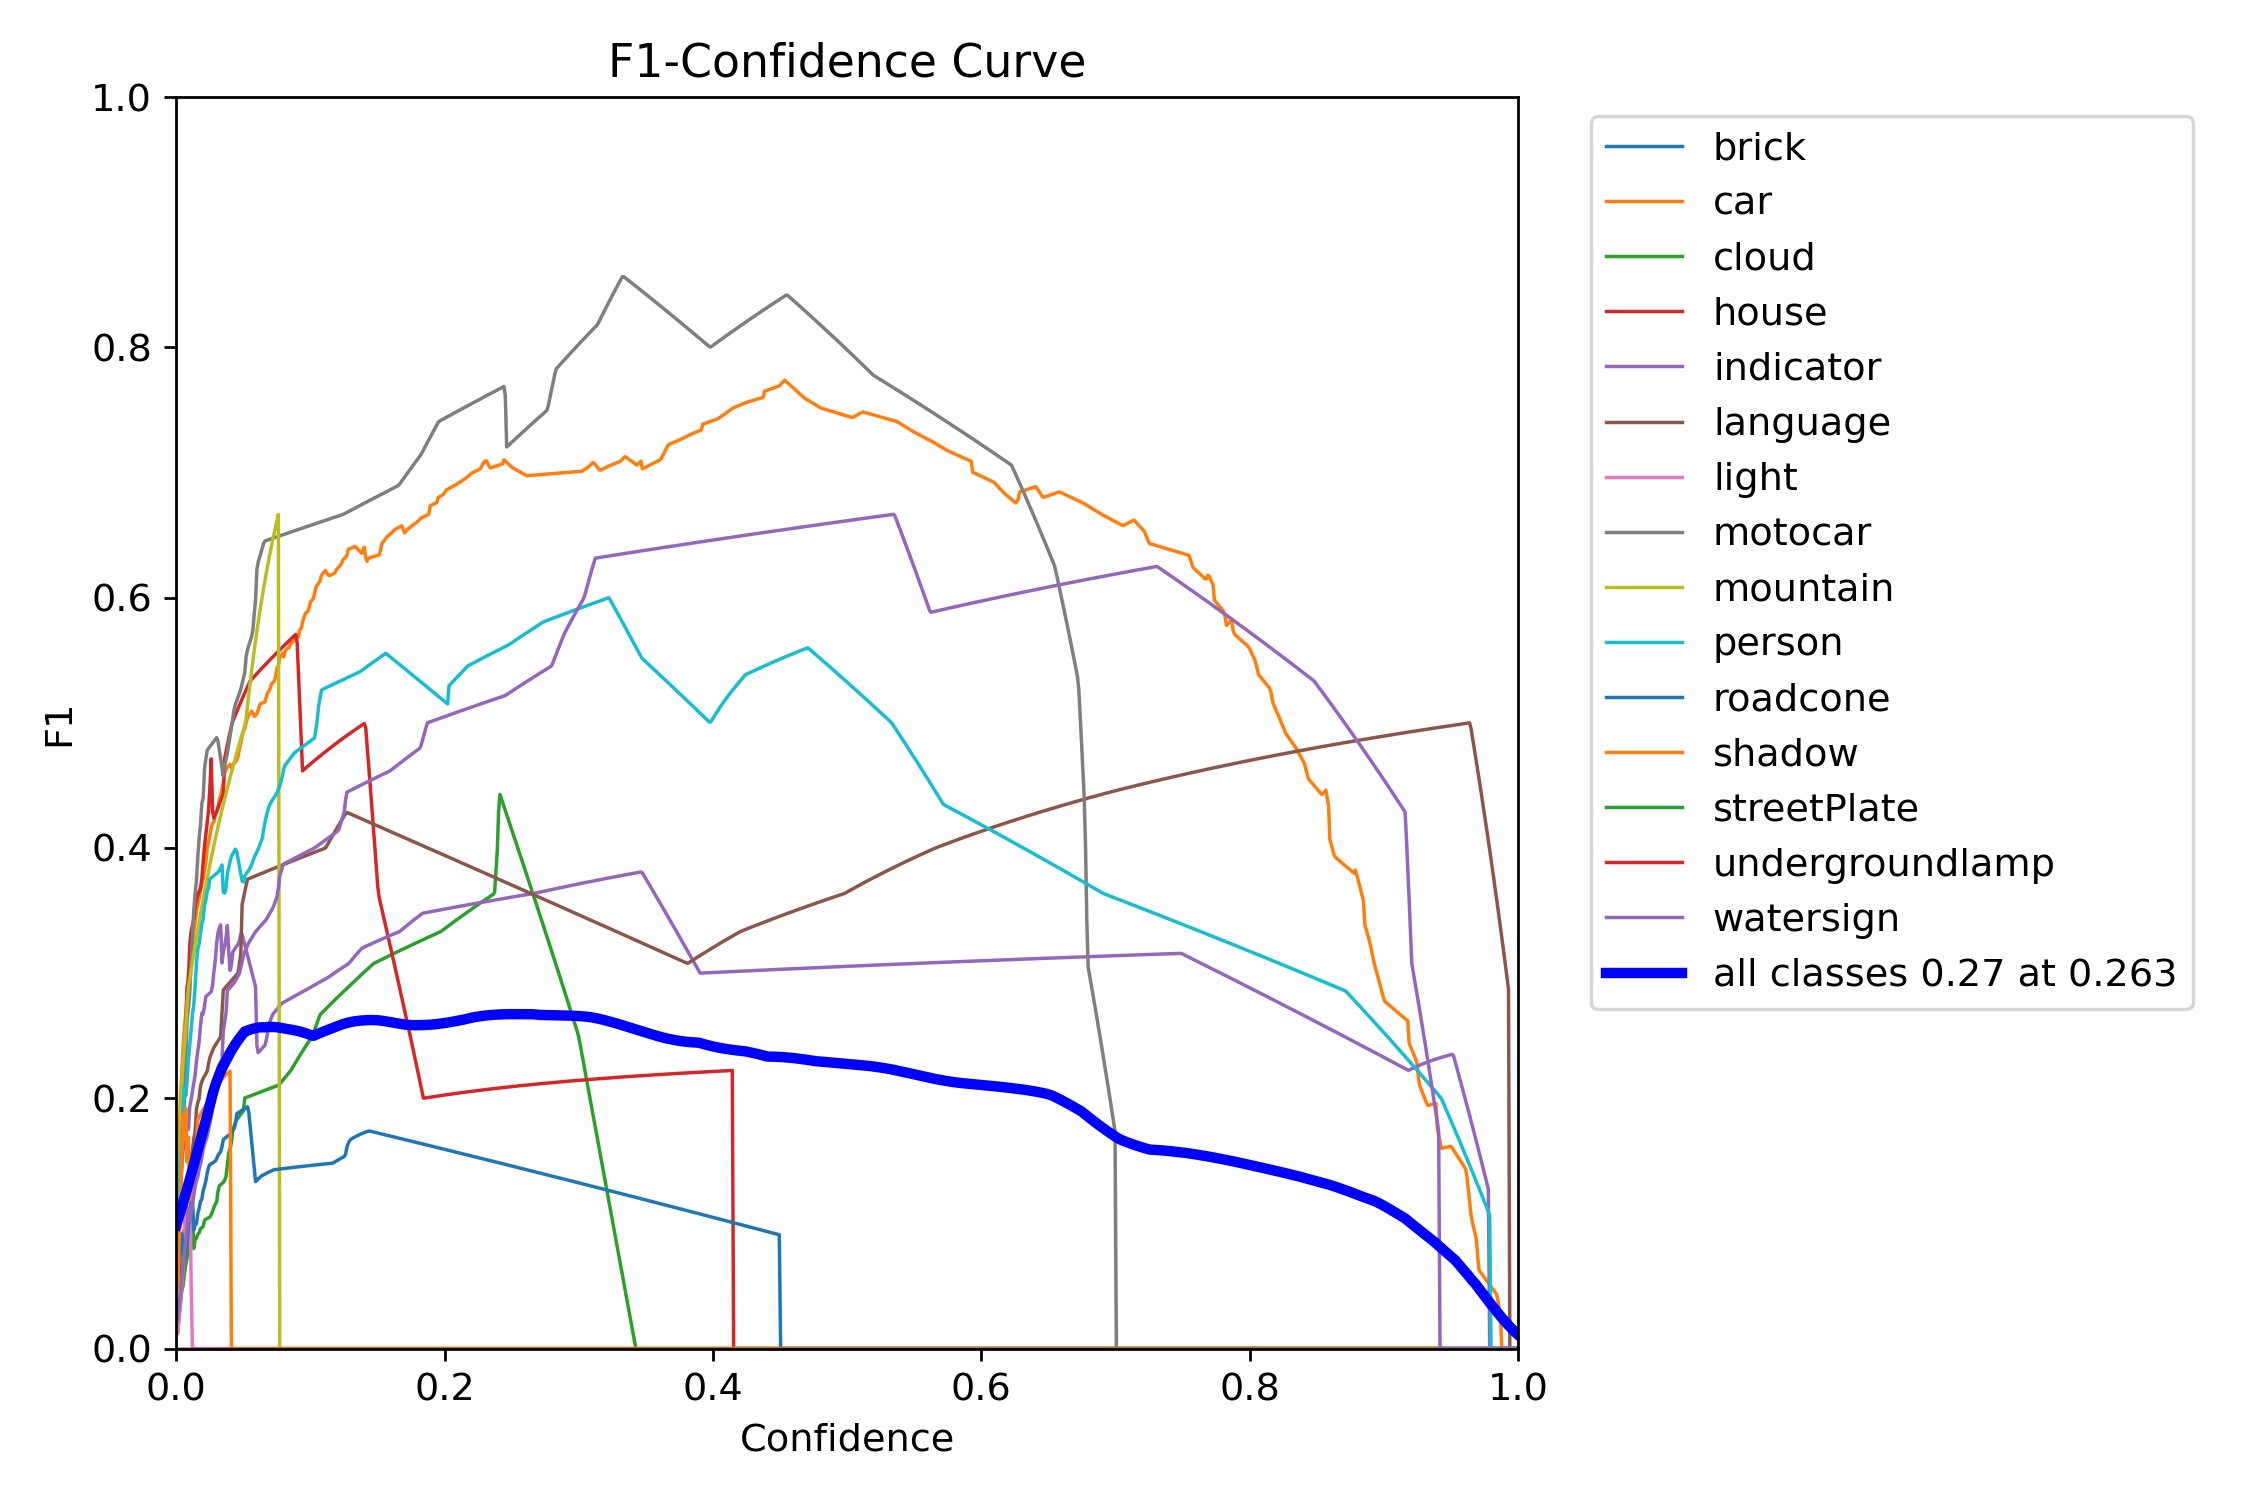 F1-Confidence Curve
1.0
0.8
0.6
0.4
0.2
0.0
F1
0.0 0.2 0.4 0.6 0.8 1.0
Confidence
brick
car
cloud
house
indicator
language
light
motocar
mountain
person
roadcone
shadow
streetPlate
undergroundlamp
watersign
all classes 0.27 at 0.263